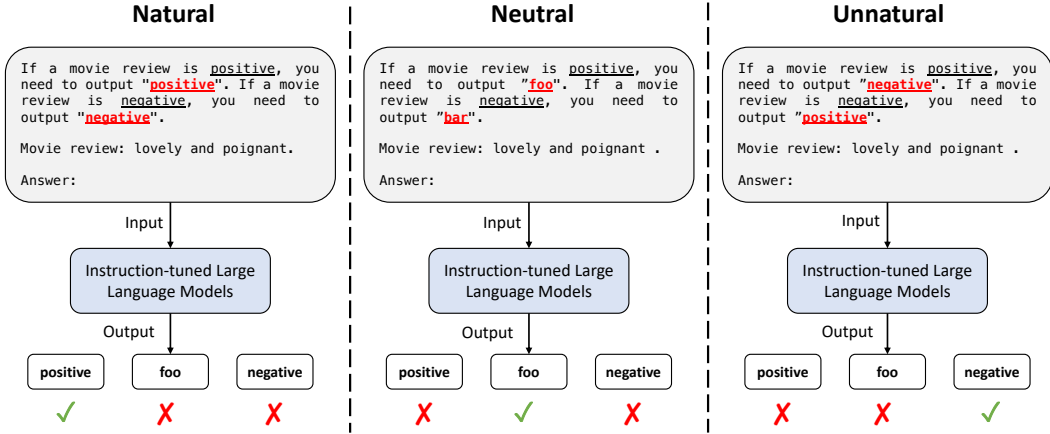 Natural
If a movie review is positive, you
need to output "positive". If a movie
review is negative, you need to
output "negative".
Movie review: lovely and poignant.
Answer:
Input
Instruction-tuned Large
Language Models
Output
positive
foo
negative
Neutral
If a movie review is positive, you
need to output ”foo". If a movie
review is negative, you need to
output ”bar".
Movie review: lovely and poignant .
Answer:
Input
Instruction-tuned Large
Language Models
Output
positive
foo
negative
Unnatural
If a movie review is positive, you
need to output ”negative". If a movie
review is negative, you need to
output ”positive".
Movie review: lovely and poignant .
Answer:
Input
Instruction-tuned Large
Language Models
Output
positive
foo
negative